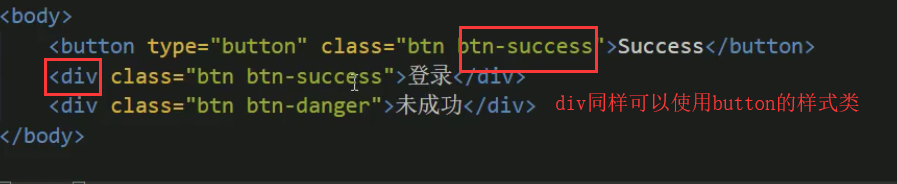 <body>
<button type="button" class="btn btn-success">Success</button>
<div class="btn btn-success">登录</div>
<div class="btn btn-danger">未成功</div> div同样可以使用button的样式类
</body>